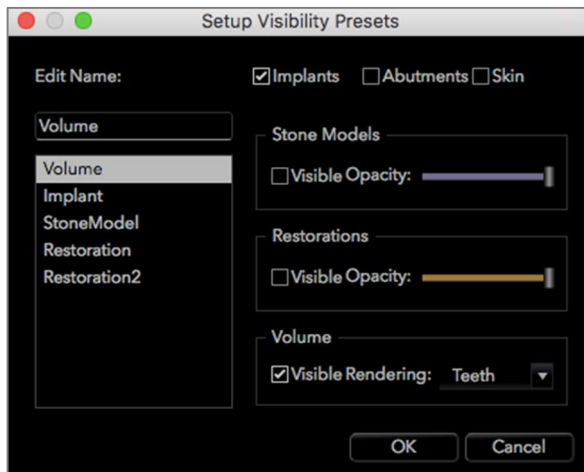 Setup Visibility Presets
Edit Name:
Implants Abutments Skin
Volume
Volume
Implant
StoneModel
Restoration
Restoration2
Stone Models
Visible Opacity:
Restorations
Visible Opacity:
Volume
Visible Rendering: Teeth
OK Cancel